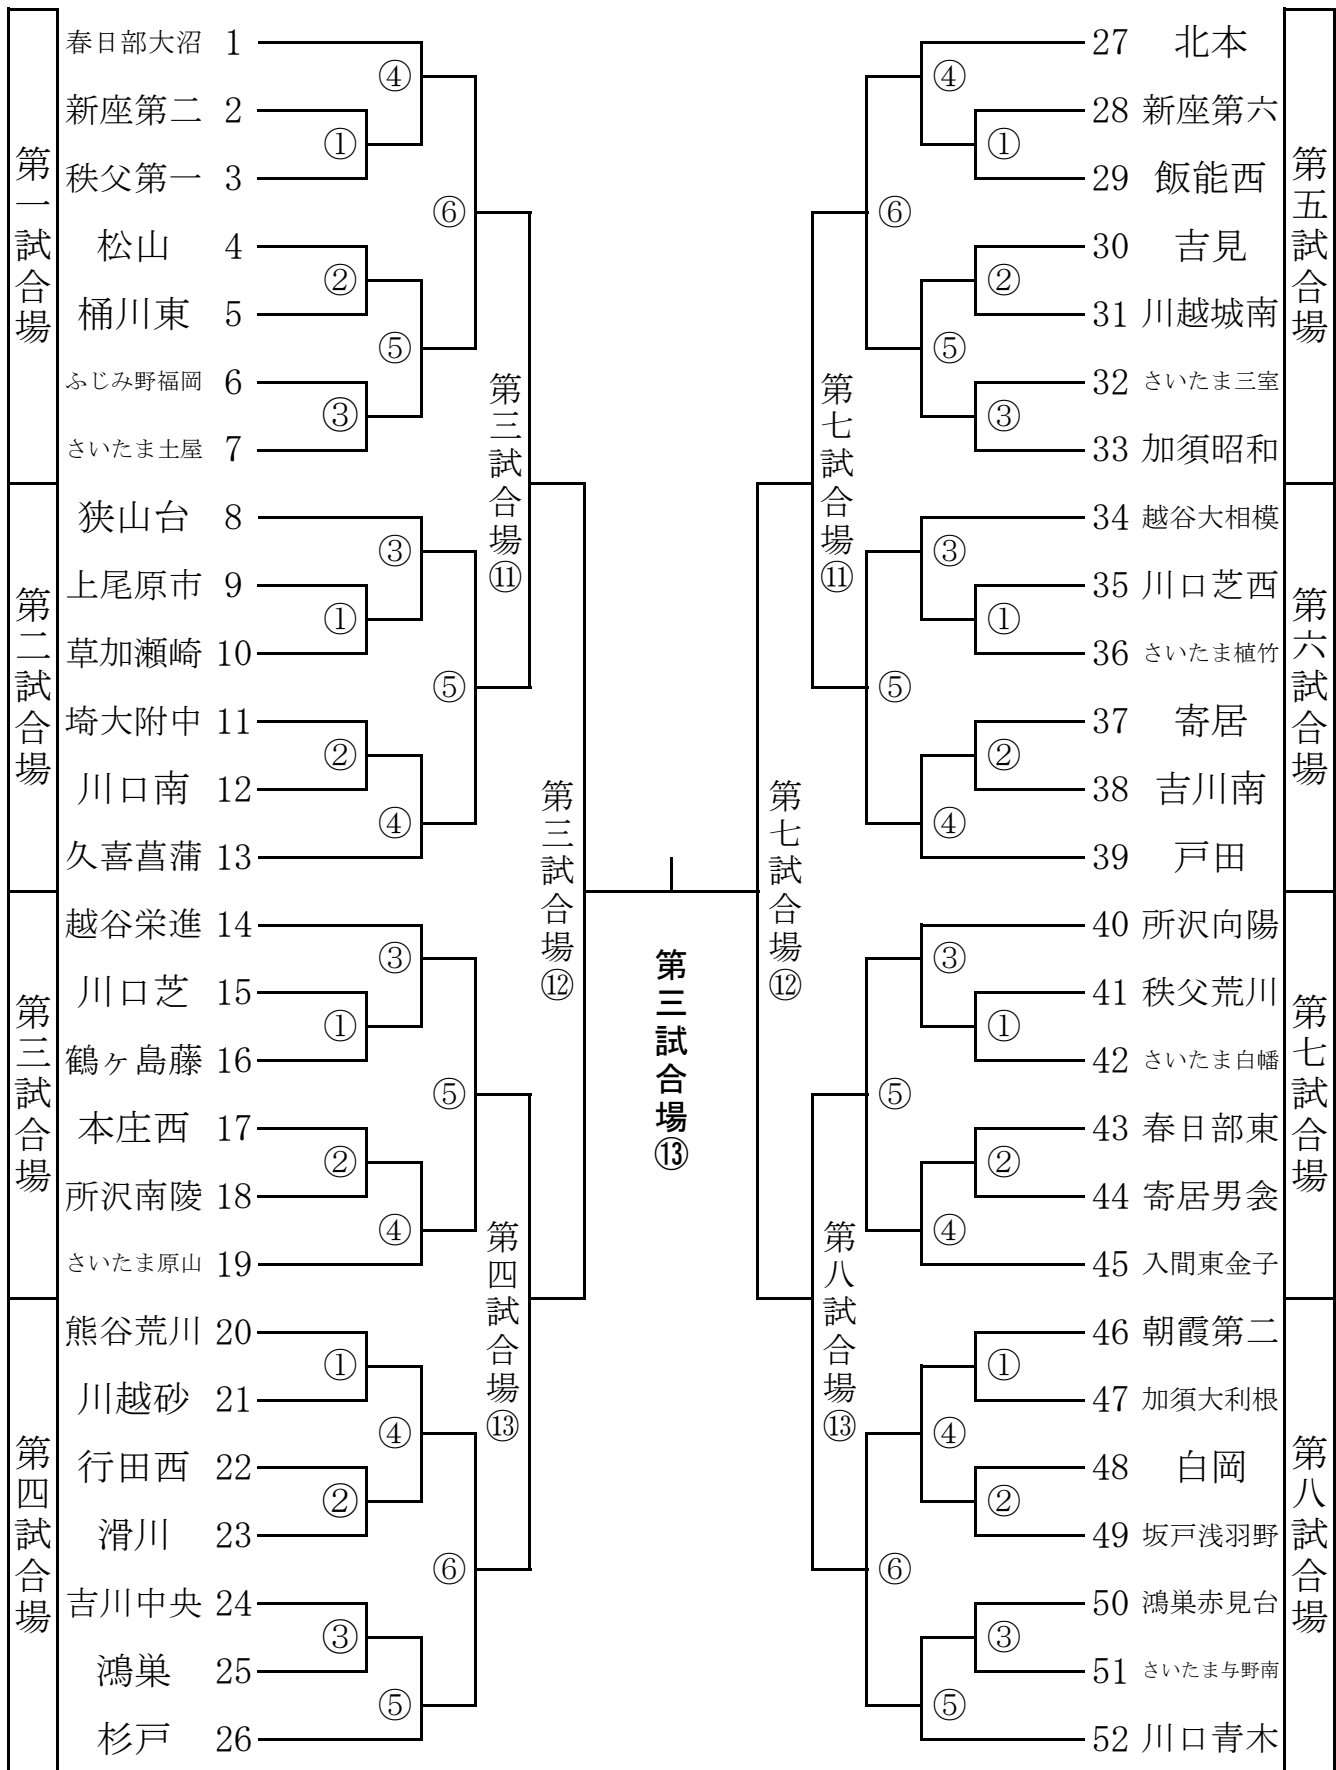 第一試合場
春日部大沼 1
新座第二 2
秩父第一 3
松山 4
桶川東 5
ふじみ野福岡 6
さいたま土屋 7
④
①
②
③
⑤
⑥
第二試合場
狭山台 8
上尾原市 9
草加瀬崎 10
埼大附中 11
川口南 12
久喜菖蒲 13
③
①
②
④
⑤
第三試合場⑪
第三試合場
越谷栄進 14
川口芝 15
鶴ヶ島藤 16
本庄西 17
所沢南陵 18
さいたま原山 19
③
①
②
④
⑤
第四試合場
熊谷荒川 20
川越砂 21
行田西 22
滑川 23
吉川中央 24
鴻巣 25
杉戸 26
①
②
④
③
⑤
⑥
第四試合場⑬
第三試合場⑫
第三試合場⑬
第五試合場
27 北本
28 新座第六
29 飯能西
30 吉見
31 川越城南
32 さいたま三室
33 加須昭和
④
①
②
③
⑤
⑥
第六試合場
34 越谷大相模
35 川口芝西
36 さいたま植竹
37 寄居
38 吉川南
39 戸田
③
①
②
④
⑤
第七試合場⑪
第七試合場
40 所沢向陽
41 秩父荒川
42 さいたま白幡
43 春日部東
44 寄居男衾
45 入間東金子
③
①
②
④
⑤
第八試合場
46 朝霞第二
47 加須大利根
48 白岡
49 坂戸浅羽野
50 鴻巣赤見台
51 さいたま与野南
52 川口青木
①
②
④
③
⑤
⑥
第八試合場⑬
第七試合場⑫